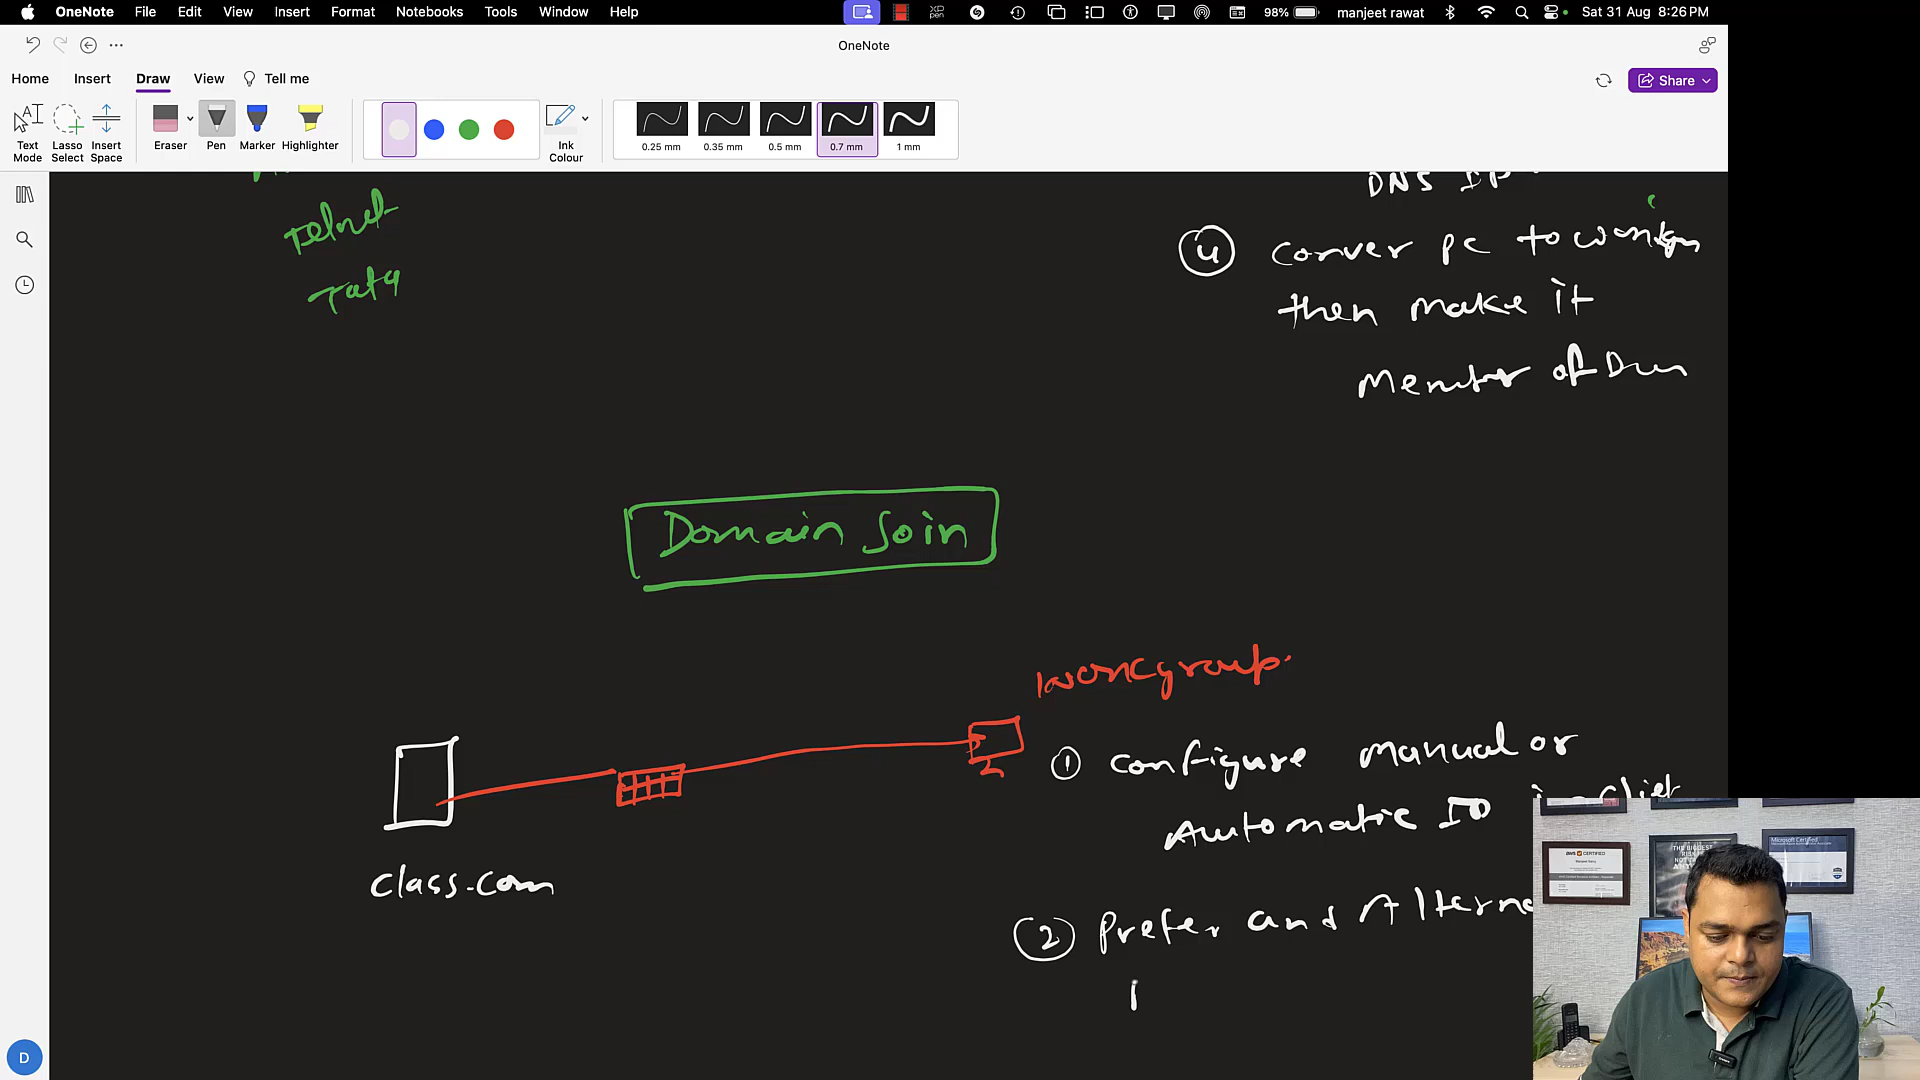 OneNote File Edit View Insert Format Notebooks Tools Window Help 98% manjeet rawat Sat 31 Aug 8:26 PM
OneNote
Home Insert Draw View Tell me
Share
Text Mode
Lasso Select
Insert Space
Eraser
Pen
Marker
Highlighter
Ink Colour
0.25 mm
0.35 mm
0.5 mm
0.7 mm
1 mm
DNS IP
Telnet
4 Conver PC to
then make it
Member of
Domain Join
Workgroup.
1 Configure Manual or
Automatic IP in
class.com
2 Prefer and Alterna
D